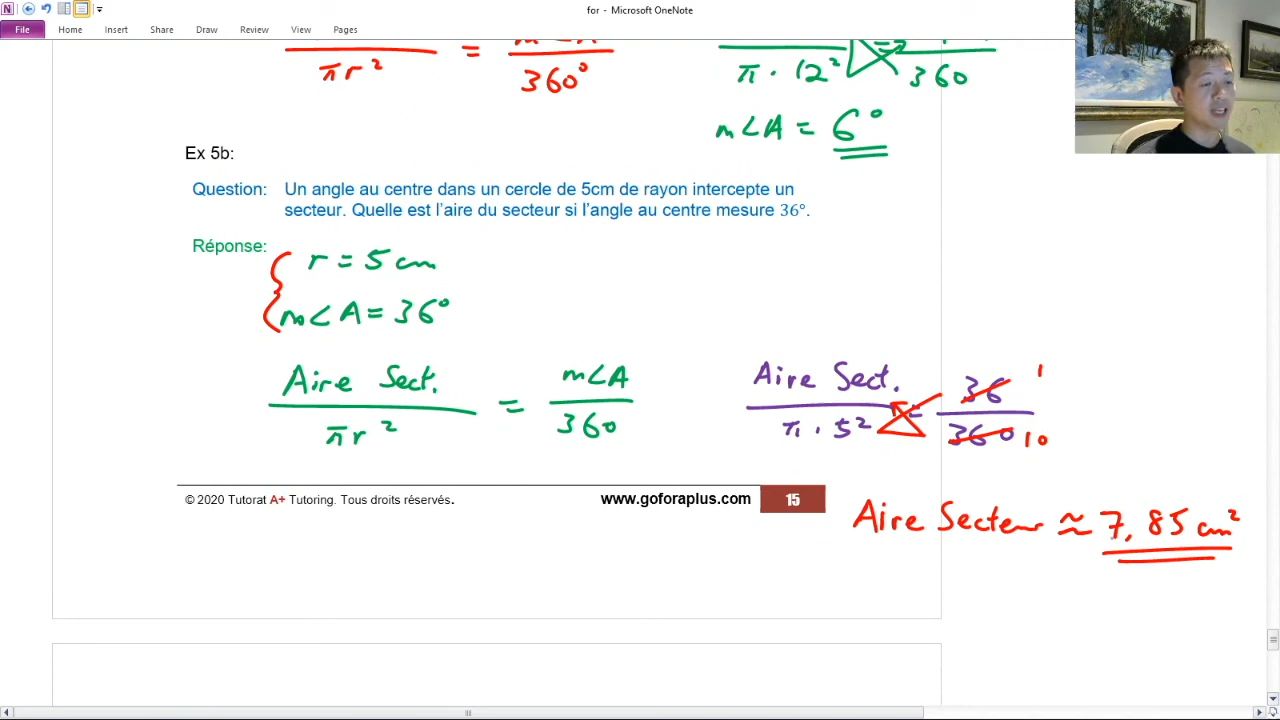 for - Microsoft OneNote
File Home Insert Share Draw Review View Pages
πr² = 360°
π · 12² = 360
m∠A = 6°
Ex 5b:
Question: Un angle au centre dans un cercle de 5cm de rayon intercepte un
secteur. Quelle est l'aire du secteur si l'angle au centre mesure 36°.
Réponse:
r = 5 cm
m∠A = 36°
Aire Sect. = m∠A
πr² 360
Aire Sect. = 36 1
π · 5² 360 10
© 2020 Tutorat A+ Tutoring. Tous droits réservés. www.goforaplus.com 15
Aire Secteur ≈ 7,85 cm²